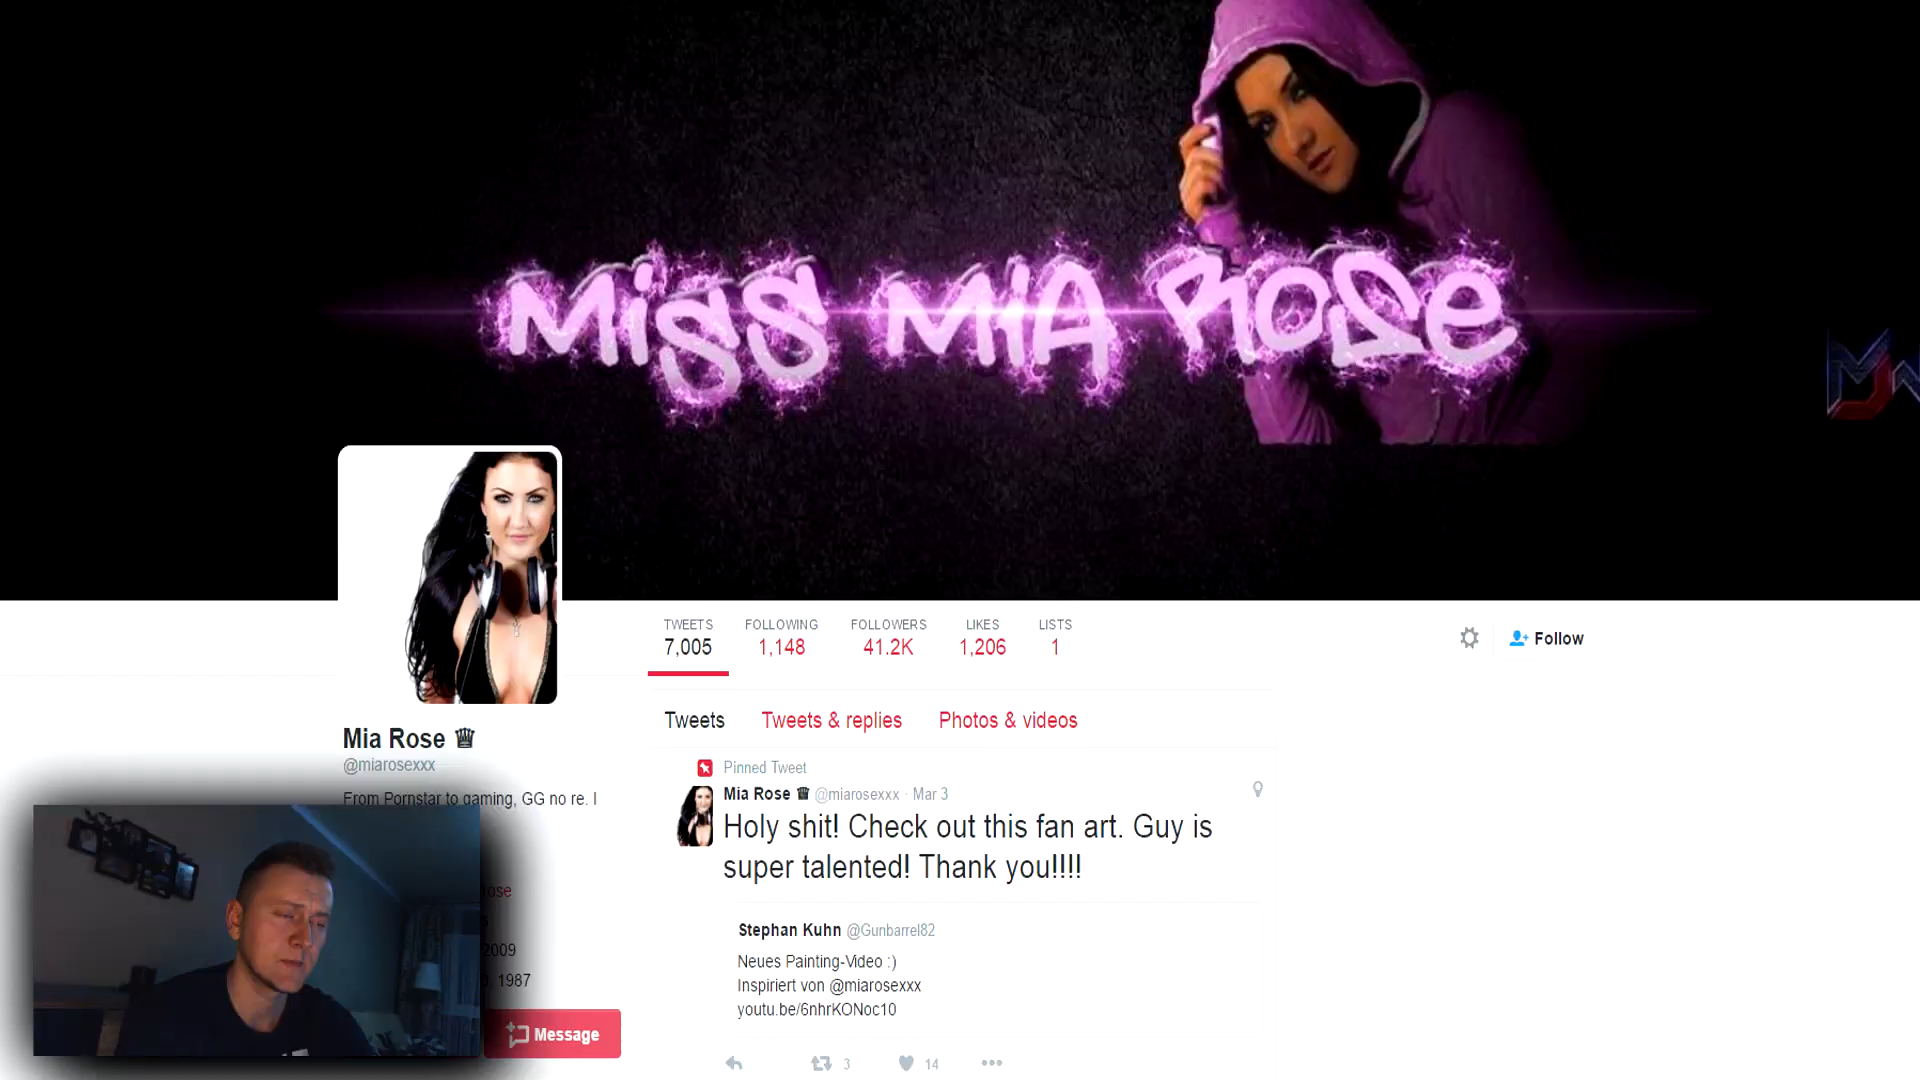 MiSS MiA ROSe
TWEETS FOLLOWING FOLLOWERS LIKES LISTS
7,005 1,148 41.2K 1,206 1
Follow
Tweets Tweets & replies Photos & videos
Mia Rose
@miarosexxx
From Pornstar to gaming, GG no re. I
2009
1987
Message
Pinned Tweet
Mia Rose @miarosexxx · Mar 3
Holy shit! Check out this fan art. Guy is
super talented! Thank you!!!!
Stephan Kuhn @Gunbarrel82
Neues Painting-Video :)
Inspiriert von @miarosexxx
youtu.be/6nhrKONoc10
3 14